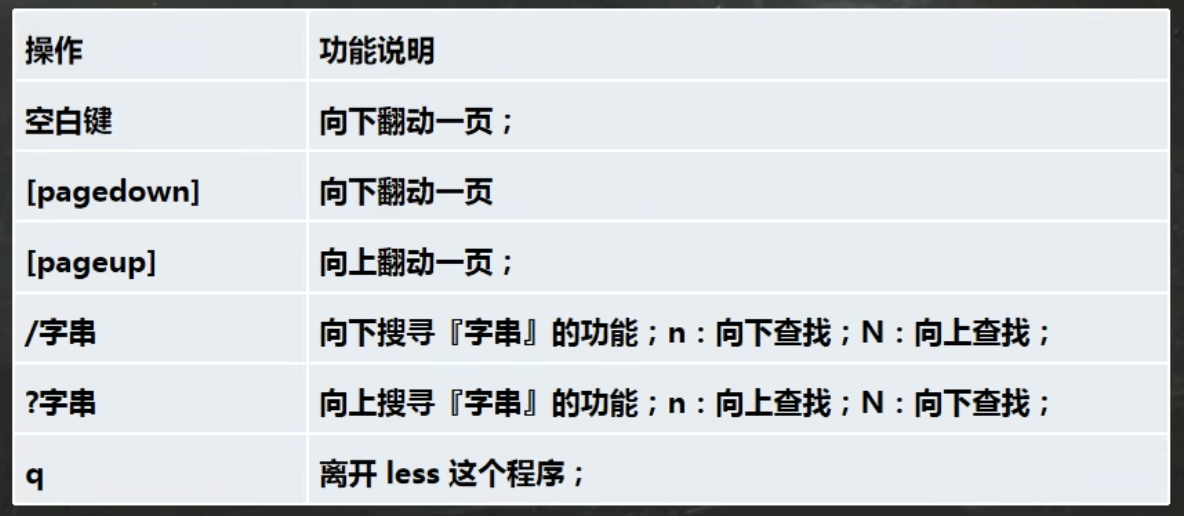 操作 功能说明
空白键 向下翻动一页；
[pagedown] 向下翻动一页
[pageup] 向上翻动一页；
/字串 向下搜寻『字串』的功能；n：向下查找；N：向上查找；
?字串 向上搜寻『字串』的功能；n：向上查找；N：向下查找；
q 离开 less 这个程序；